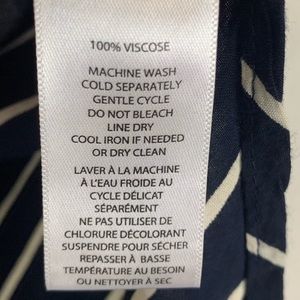 100% VISCOSE
MACHINE WASH
COLD SEPARATELY
GENTLE CYCLE
DO NOT BLEACH
LINE DRY
COOL IRON IF NEEDED
OR DRY CLEAN
LAVER À LA MACHINE
À L'EAU FROIDE AU
CYCLE DÉLICAT
SÉPARÉMENT
NE PAS UTILISER DE
CHLORURE DÉCOLORANT
SUSPENDRE POUR SÉCHER
REPASSER À BASSE
TEMPÉRATURE AU BESOIN
OU NETTOYER À SEC